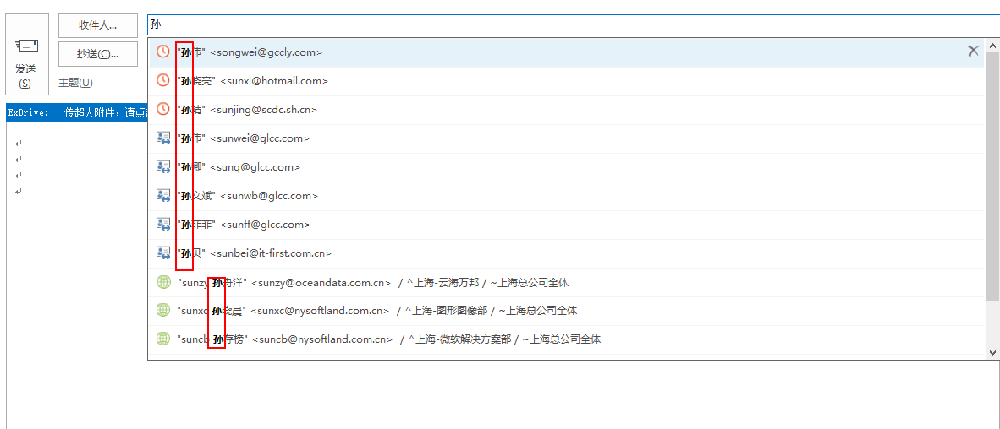 收件人...
孙
发送
(S)
抄送(C)...
主题(U)
ExDrive: 上传超大附件，请点击
"孙伟" <songwei@gccly.com>
"孙晓亮" <sunxl@hotmail.com>
"孙靖" <sunjing@scdc.sh.cn>
"孙伟" <sunwei@glcc.com>
"孙卿" <sunq@glcc.com>
"孙文斌" <sunwb@glcc.com>
"孙菲菲" <sunff@glcc.com>
"孙贝" <sunbei@it-first.com.cn>
"sunzy 孙舟洋" <sunzy@oceandata.com.cn> / ^上海-云海万邦 / ~上海总公司全体
"sunxc 孙晓晨" <sunxc@nysoftland.com.cn> / ^上海-图形图像部 / ~上海总公司全体
"suncb 孙存榜" <suncb@nysoftland.com.cn> / ^上海-微软解决方案部 / ~上海总公司全体